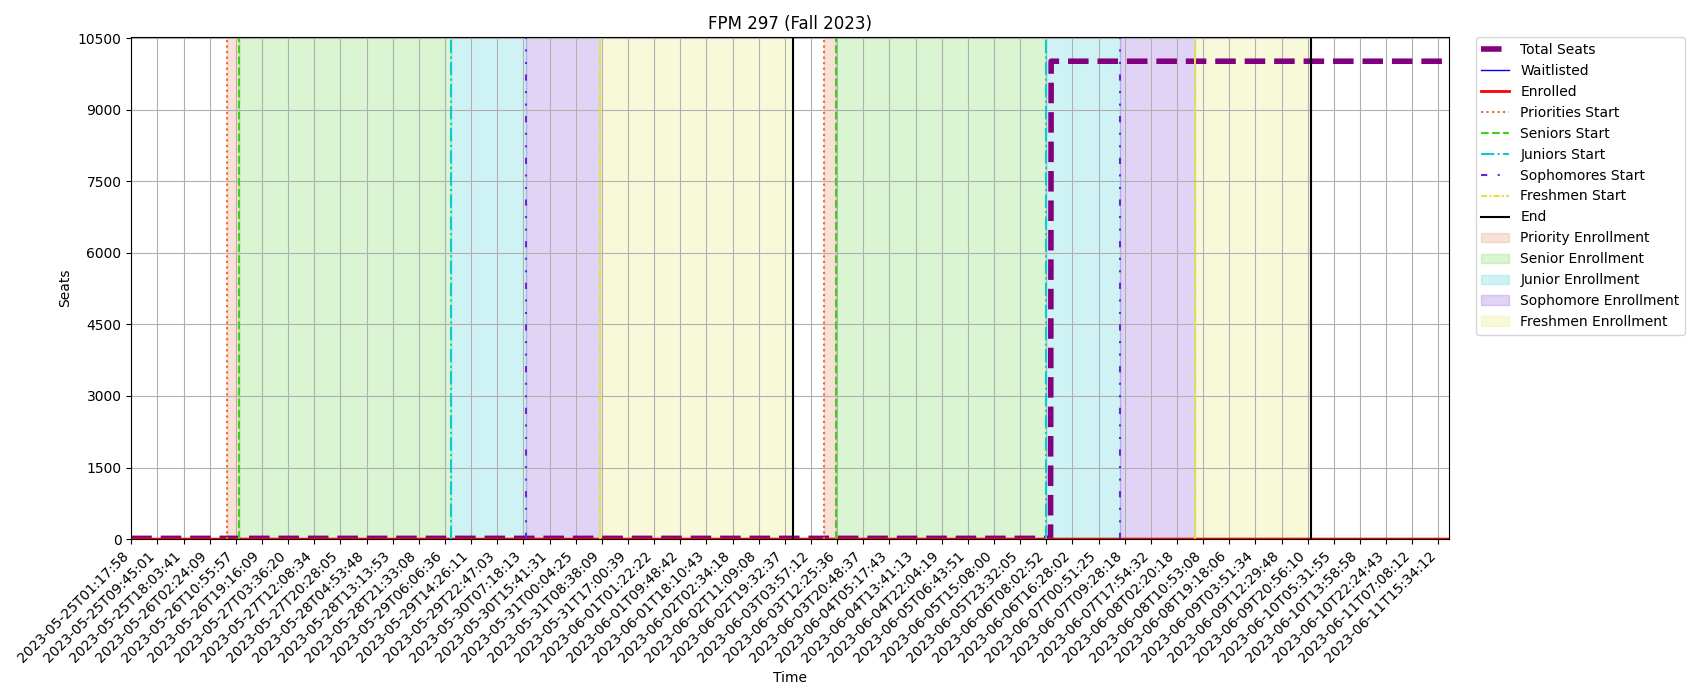 FPM 297 (Fall 2023)
10500
9000
7500
6000
4500
3000
1500
0
Seats
2023-05-25T01:17:58
2023-05-25T09:45:01
2023-05-25T18:03:41
2023-05-26T02:24:09
2023-05-26T10:55:57
2023-05-26T19:16:09
2023-05-27T03:36:20
2023-05-27T12:08:34
2023-05-27T20:28:05
2023-05-28T04:53:48
2023-05-28T13:13:53
2023-05-28T21:33:08
2023-05-29T06:06:36
2023-05-29T14:26:11
2023-05-29T22:47:03
2023-05-30T07:18:13
2023-05-30T15:41:31
2023-05-31T00:04:25
2023-05-31T08:38:09
2023-05-31T17:00:39
2023-06-01T01:22:22
2023-06-01T09:48:42
2023-06-01T18:10:43
2023-06-02T02:34:18
2023-06-02T11:09:08
2023-06-02T19:32:37
2023-06-03T03:57:12
2023-06-03T12:25:36
2023-06-03T20:48:37
2023-06-04T05:17:43
2023-06-04T13:41:13
2023-06-04T22:04:19
2023-06-05T06:43:51
2023-06-05T15:08:00
2023-06-05T23:32:05
2023-06-06T08:02:52
2023-06-06T16:28:02
2023-06-07T00:51:25
2023-06-07T09:28:18
2023-06-07T17:54:32
2023-06-08T02:20:18
2023-06-08T10:53:08
2023-06-08T19:18:06
2023-06-09T03:51:34
2023-06-09T12:29:48
2023-06-09T20:56:10
2023-06-10T05:31:55
2023-06-10T13:58:58
2023-06-10T22:24:43
2023-06-11T07:08:12
2023-06-11T15:34:12
Time
Total Seats
Waitlisted
Enrolled
Priorities Start
Seniors Start
Juniors Start
Sophomores Start
Freshmen Start
End
Priority Enrollment
Senior Enrollment
Junior Enrollment
Sophomore Enrollment
Freshmen Enrollment